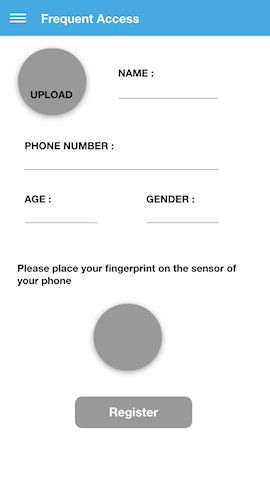 Frequent Access
UPLOAD
NAME :
PHONE NUMBER :
AGE :
GENDER :
Please place your fingerprint on the sensor of
your phone
Register